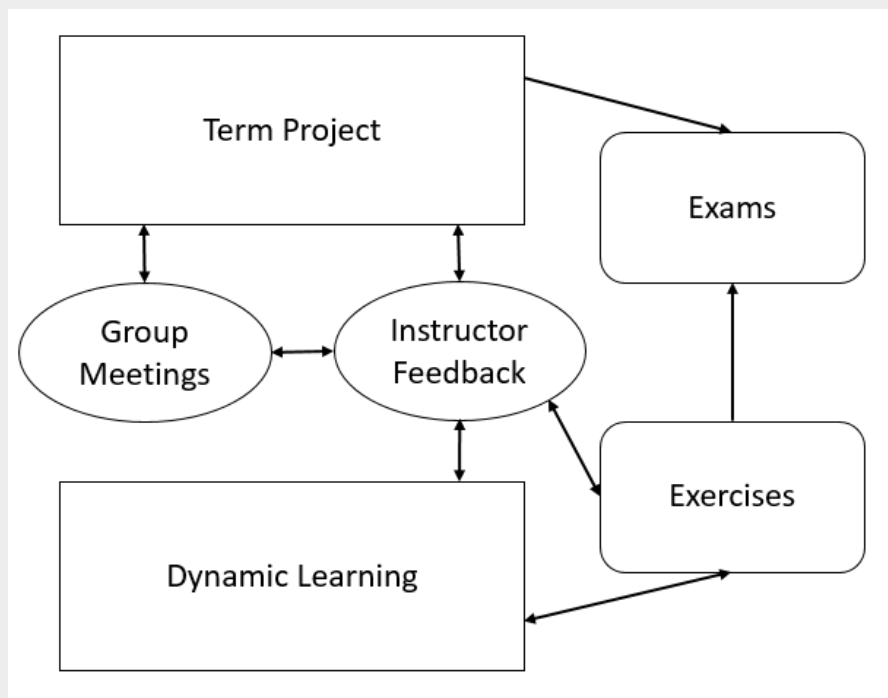 Term Project
Exams
Group
Meetings
Instructor
Feedback
Exercises
Dynamic Learning